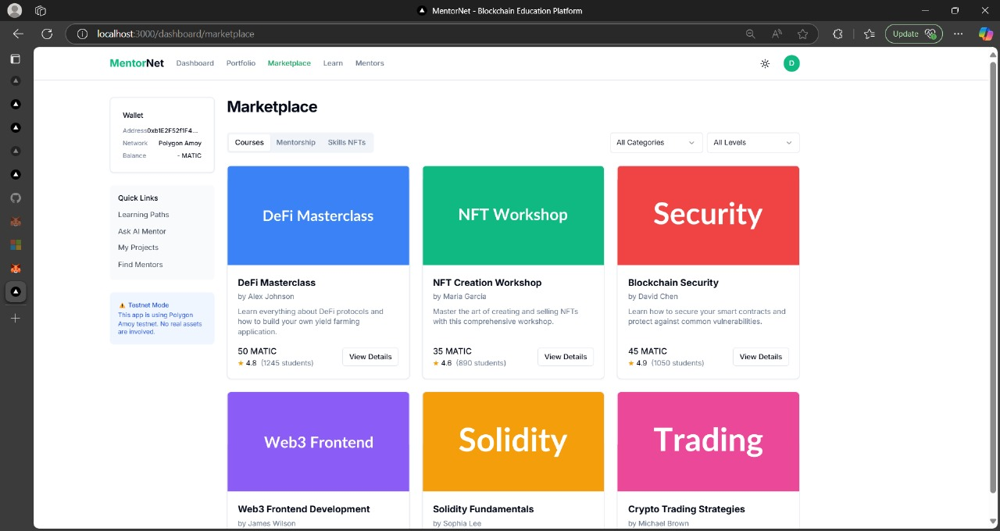 MentorNet - Blockchain Education Platform
localhost:3000/dashboard/marketplace
Update
MentorNet Dashboard Portfolio Marketplace Learn Mentors
D
Wallet
Address 0xb1E2F52f1F4...
Network Polygon Amoy
Balance - MATIC
Quick Links
Learning Paths
Ask AI Mentor
My Projects
Find Mentors
Testnet Mode
This app is using Polygon
Amoy testnet. No real assets
are involved.
Marketplace
Courses Mentorship Skills NFTs
All Categories All Levels
DeFi Masterclass
DeFi Masterclass
by Alex Johnson
Learn everything about DeFi protocols and
how to build your own yield farming
application.
50 MATIC
4.8 (1245 students)
View Details
NFT Workshop
NFT Creation Workshop
by Maria Garcia
Master the art of creating and selling NFTs
with this comprehensive workshop.
35 MATIC
4.6 (890 students)
View Details
Security
Blockchain Security
by David Chen
Learn how to secure your smart contracts and
protect against common vulnerabilities.
45 MATIC
4.9 (1050 students)
View Details
Web3 Frontend
Web3 Frontend Development
by James Wilson
Solidity
Solidity Fundamentals
by Sophia Lee
Trading
Crypto Trading Strategies
by Michael Brown